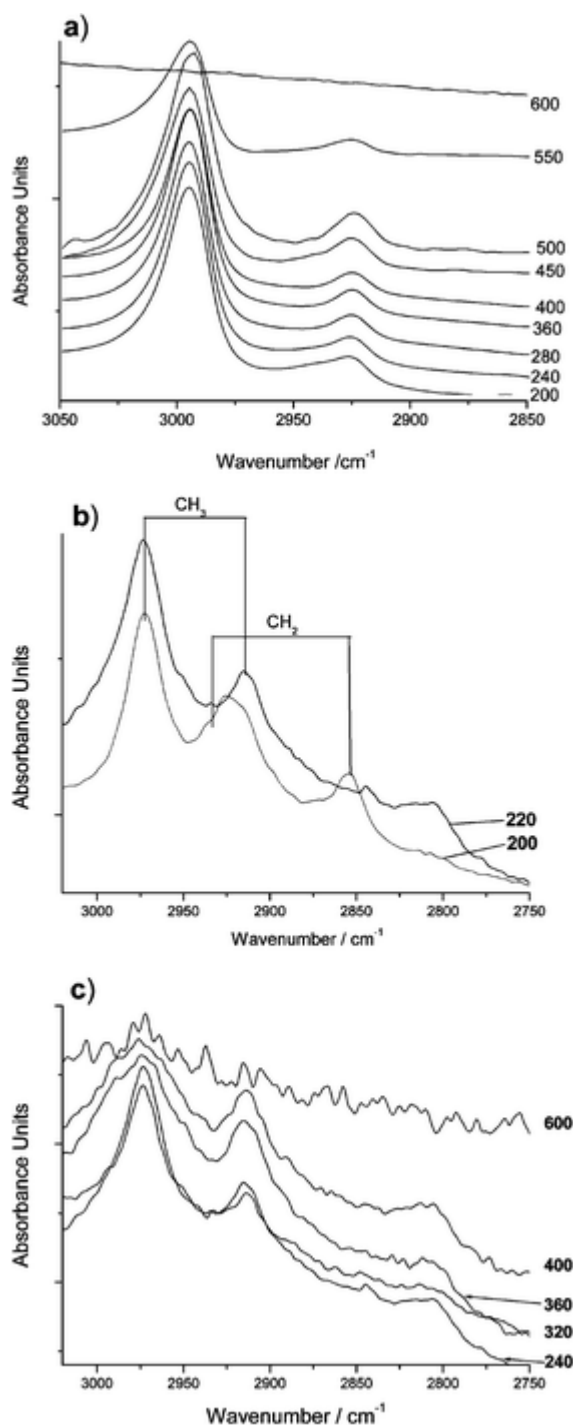 a)
Absorbance Units
600
550
500
450
400
360
280
240
200
3050 3000 2950 2900 2850
Wavenumber /cm-1
b)
CH3
CH2
Absorbance Units
220
200
3000 2950 2900 2850 2800 2750
Wavenumber / cm-1
c)
Absorbance Units
600
400
360
320
240
3000 2950 2900 2850 2800 2750
Wavenumber / cm-1